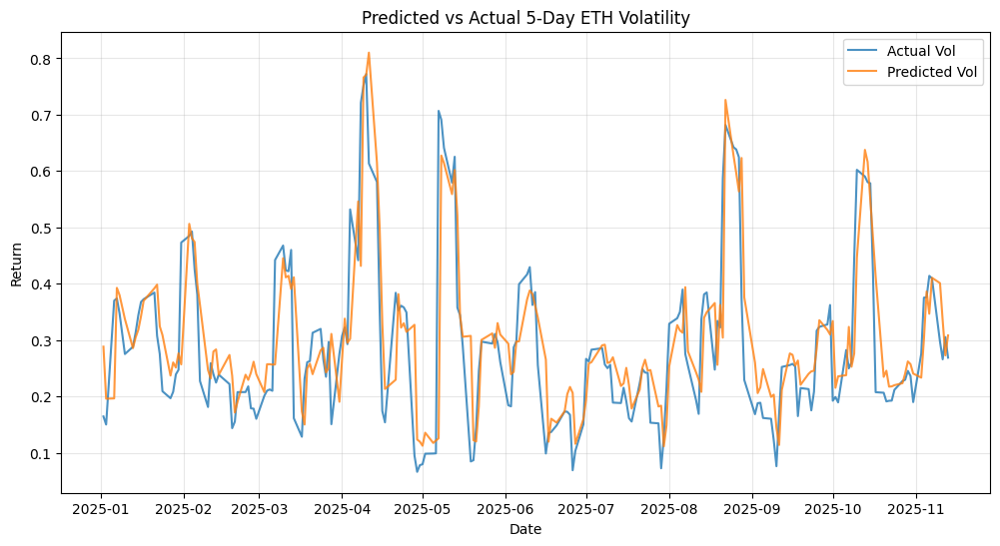 Predicted vs Actual 5-Day ETH Volatility
Actual Vol
Predicted Vol
Return
0.8
0.7
0.6
0.5
0.4
0.3
0.2
0.1
2025-01 2025-02 2025-03 2025-04 2025-05 2025-06 2025-07 2025-08 2025-09 2025-10 2025-11
Date